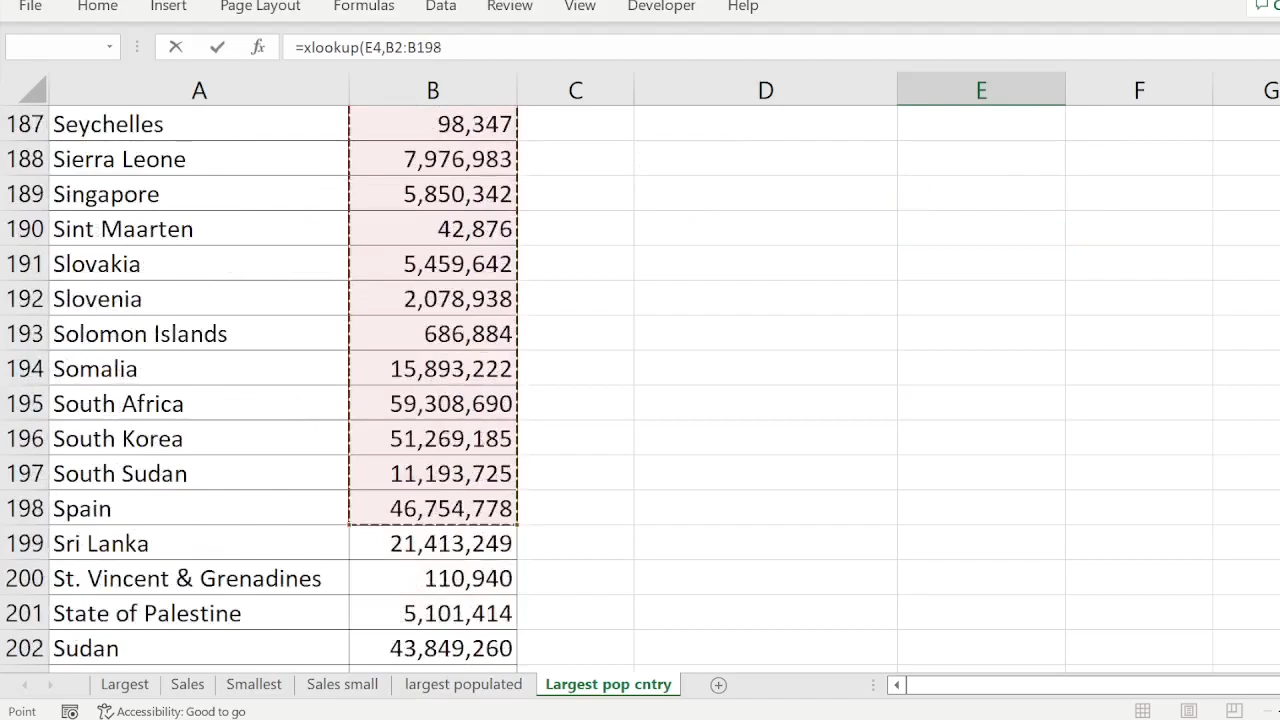 File Home Insert Page Layout Formulas Data Review View Developer Help
=xlookup(E4,B2:B198
A B C D E F G
187 Seychelles 98,347
188 Sierra Leone 7,976,983
189 Singapore 5,850,342
190 Sint Maarten 42,876
191 Slovakia 5,459,642
192 Slovenia 2,078,938
193 Solomon Islands 686,884
194 Somalia 15,893,222
195 South Africa 59,308,690
196 South Korea 51,269,185
197 South Sudan 11,193,725
198 Spain 46,754,778
199 Sri Lanka 21,413,249
200 St. Vincent & Grenadines 110,940
201 State of Palestine 5,101,414
202 Sudan 43,849,260
Largest Sales Smallest Sales small largest populated Largest pop cntry
Point Accessibility: Good to go